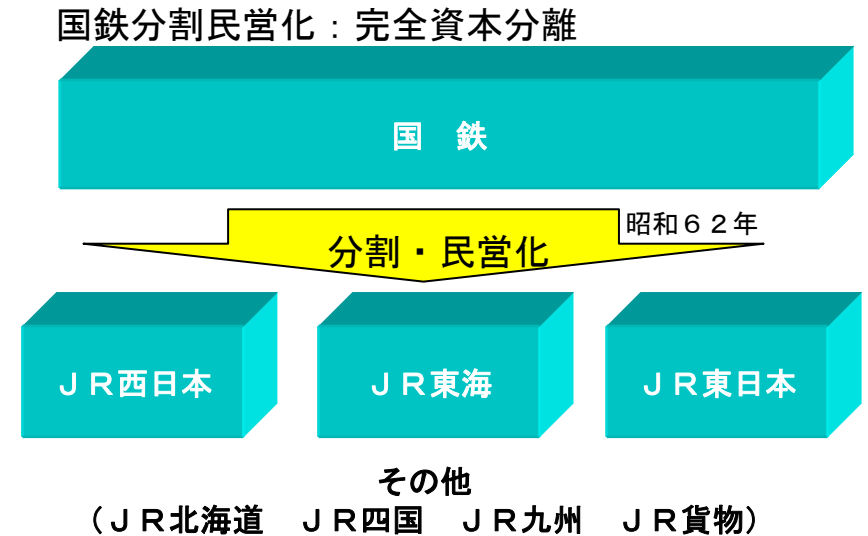 国鉄分割民営化：完全資本分離
国　鉄
昭和６２年
分割・民営化
ＪＲ西日本
ＪＲ東海
ＪＲ東日本
その他
（ＪＲ北海道　ＪＲ四国　ＪＲ九州　ＪＲ貨物）